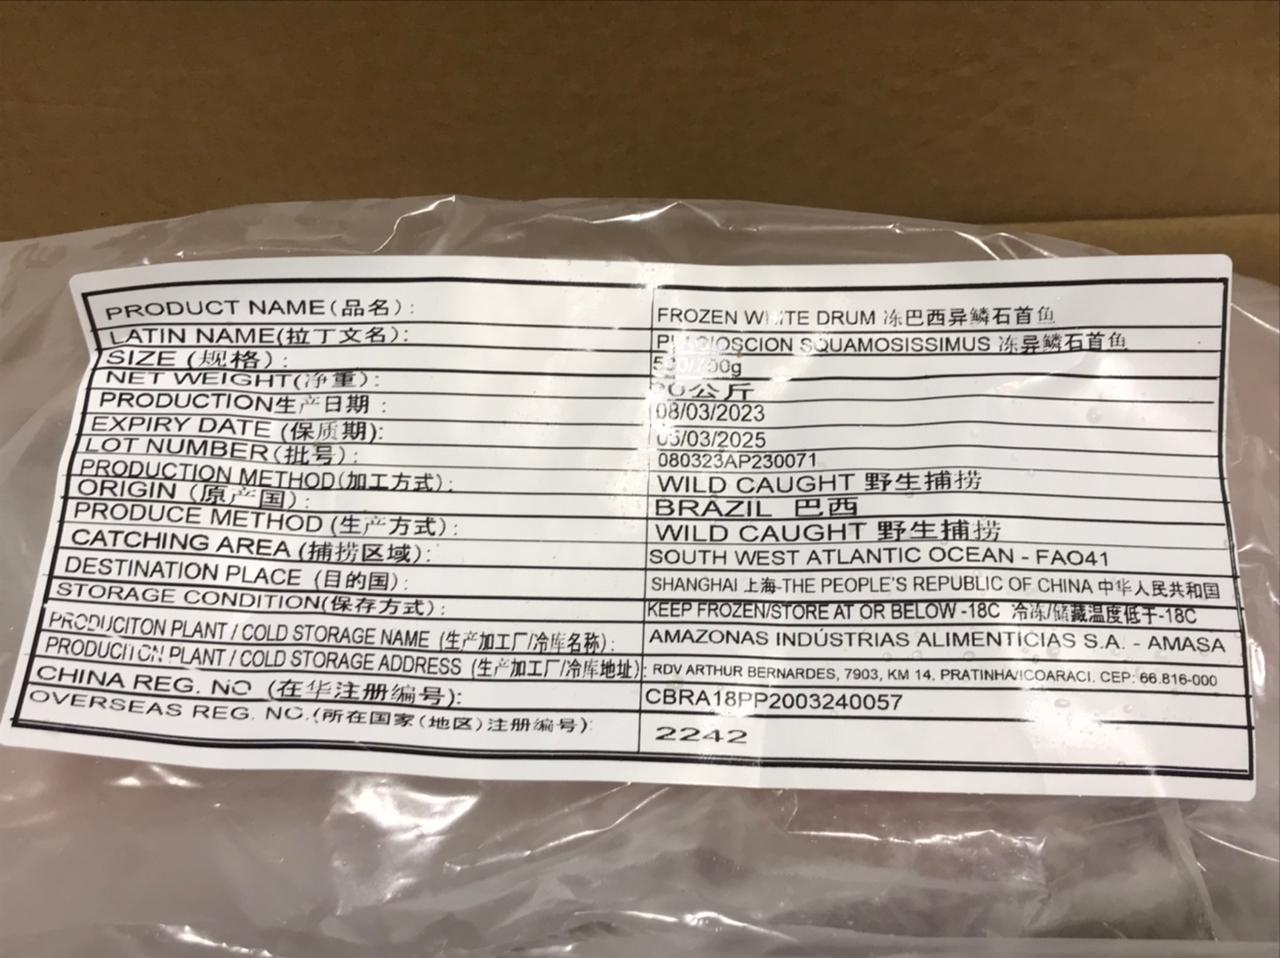 PRODUCT NAME(品名): FROZEN WHITE DRUM 冻巴西异鳞石首鱼
LATIN NAME(拉丁文名): PLAGIOSCION SQUAMOSISSIMUS 冻异鳞石首鱼
SIZE (规格): 500/700g
NET WEIGHT(净重): 公斤
PRODUCTION生产日期 : 08/03/2023
EXPIRY DATE (保质期): 03/2025
LOT NUMBER(批号): 080323AP230071
PRODUCTION METHOD(加工方式): WILD CAUGHT 野生捕捞
ORIGIN (原产国): BRAZIL 巴西
PRODUCE METHOD (生产方式): WILD CAUGHT 野生捕捞
CATCHING AREA (捕捞区域): SOUTH WEST ATLANTIC OCEAN - FAO41
DESTINATION PLACE (目的国): SHANGHAI 上海-THE PEOPLE'S REPUBLIC OF CHINA 中华人民共和国
STORAGE CONDITION(保存方式): KEEP FROZEN/STORE AT OR BELOW -18C 冷冻/储藏温度低于-18C
PRODUCITON PLANT / COLD STORAGE NAME (生产加工厂/冷库名称): AMAZONAS INDÚSTRIAS ALIMENTÍCIAS S.A. - AMASA
PRODUCITON PLANT / COLD STORAGE ADDRESS (生产加工厂/冷库地址): RDV ARTHUR BERNARDES, 7903, KM 14. PRATINHA/ICOARACI. CEP: 66.816-000
CHINA REG. NO (在华注册编号): CBRA18PP2003240057
OVERSEAS REG. NO.(所在国家(地区)注册编号): 2242